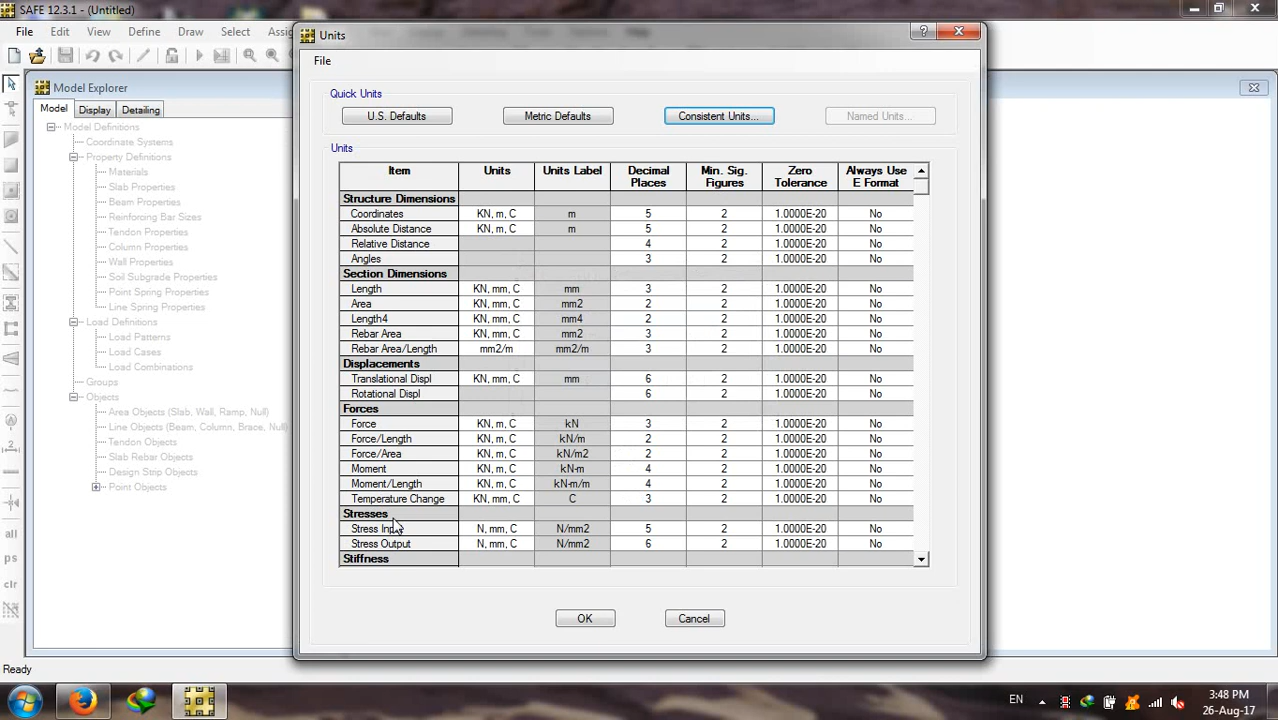 SAFE 12.3.1 - (Untitled)
File Edit View Define Draw Select
Model Explorer
Model Display Detailing
Model Definitions
Coordinate Systems
Property Definitions
Materials
Slab Properties
Beam Properties
Reinforcing Bar Sizes
Tendon Properties
Column Properties
Wall Properties
Soil Subgrade Properties
Point Spring Properties
Line Spring Properties
Load Definitions
Load Patterns
Load Cases
Load Combinations
Groups
Objects
Area Objects (Slab, Wall, Ramp, Null)
Line Objects (Beam, Column, Brace, Null)
Tendon Objects
Slab Rebar Objects
Design Strip Objects
Point Objects
all
ps
clr
Units
File
Quick Units
U.S. Defaults Metric Defaults Consistent Units... Named Units...
Units
Item Units Units Label Decimal Places Min. Sig. Figures Zero Tolerance Always Use E Format
Structure Dimensions
Coordinates KN, m, C m 5 2 1.0000E-20 No
Absolute Distance KN, m, C m 5 2 1.0000E-20 No
Relative Distance 4 2 1.0000E-20 No
Angles 3 2 1.0000E-20 No
Section Dimensions
Length KN, mm, C mm 3 2 1.0000E-20 No
Area KN, mm, C mm2 2 2 1.0000E-20 No
Length4 KN, mm, C mm4 2 2 1.0000E-20 No
Rebar Area KN, mm, C mm2 3 2 1.0000E-20 No
Rebar Area/Length mm2/m mm2/m 3 2 1.0000E-20 No
Displacements
Translational Displ KN, mm, C mm 6 2 1.0000E-20 No
Rotational Displ 6 2 1.0000E-20 No
Forces
Force KN, m, C kN 3 2 1.0000E-20 No
Force/Length KN, m, C kN/m 2 2 1.0000E-20 No
Force/Area KN, m, C kN/m2 2 2 1.0000E-20 No
Moment KN, m, C kN-m 4 2 1.0000E-20 No
Moment/Length KN, m, C kN-m/m 4 2 1.0000E-20 No
Temperature Change KN, mm, C C 3 2 1.0000E-20 No
Stresses
Stress Input N, mm, C N/mm2 5 2 1.0000E-20 No
Stress Output N, mm, C N/mm2 6 2 1.0000E-20 No
Stiffness
OK Cancel
Ready
EN
3:48 PM
26-Aug-17